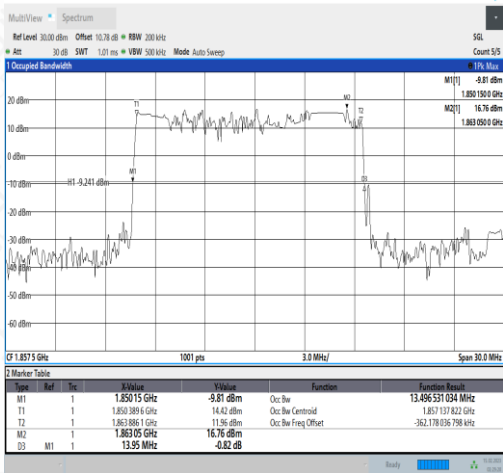 MultiView Spectrum
Ref Level 30.00 dBm Offset 10.78 dB RBW 200 kHz SGL
Att 30 dB SWT 1.01 ms VBW 500 kHz Mode Auto Sweep Count 5/5
1 Occupied Bandwidth 1Pk Max
M1[1] -9.81 dBm
1.850 150 0 GHz
M2[1] 16.76 dBm
1.863 050 0 GHz
20 dBm
10 dBm
0 dBm
-10 dBm
H1 -9.241 dBm
-20 dBm
-30 dBm
-40 dBm
-50 dBm
-60 dBm
T1
M1
D3
CF 1.857 5 GHz 1001 pts 3.0 MHz/ Span 30.0 MHz
2 Marker Table
Type Ref Trc X-Value Y-Value Function Function Result
M1 1 1.850 15 GHz -9.81 dBm Occ Bw 13.496 531 034 MHz
T1 1 1.850 389 6 GHz 14.42 dBm Occ Bw Centroid 1.857 137 822 GHz
T2 1 1.863 886 1 GHz 11.96 dBm Occ Bw Freq Offset -362.178 036 798 kHz
M2 1 1.863 05 GHz 16.76 dBm
D3 M1 1 13.95 MHz -0.82 dB
Ready